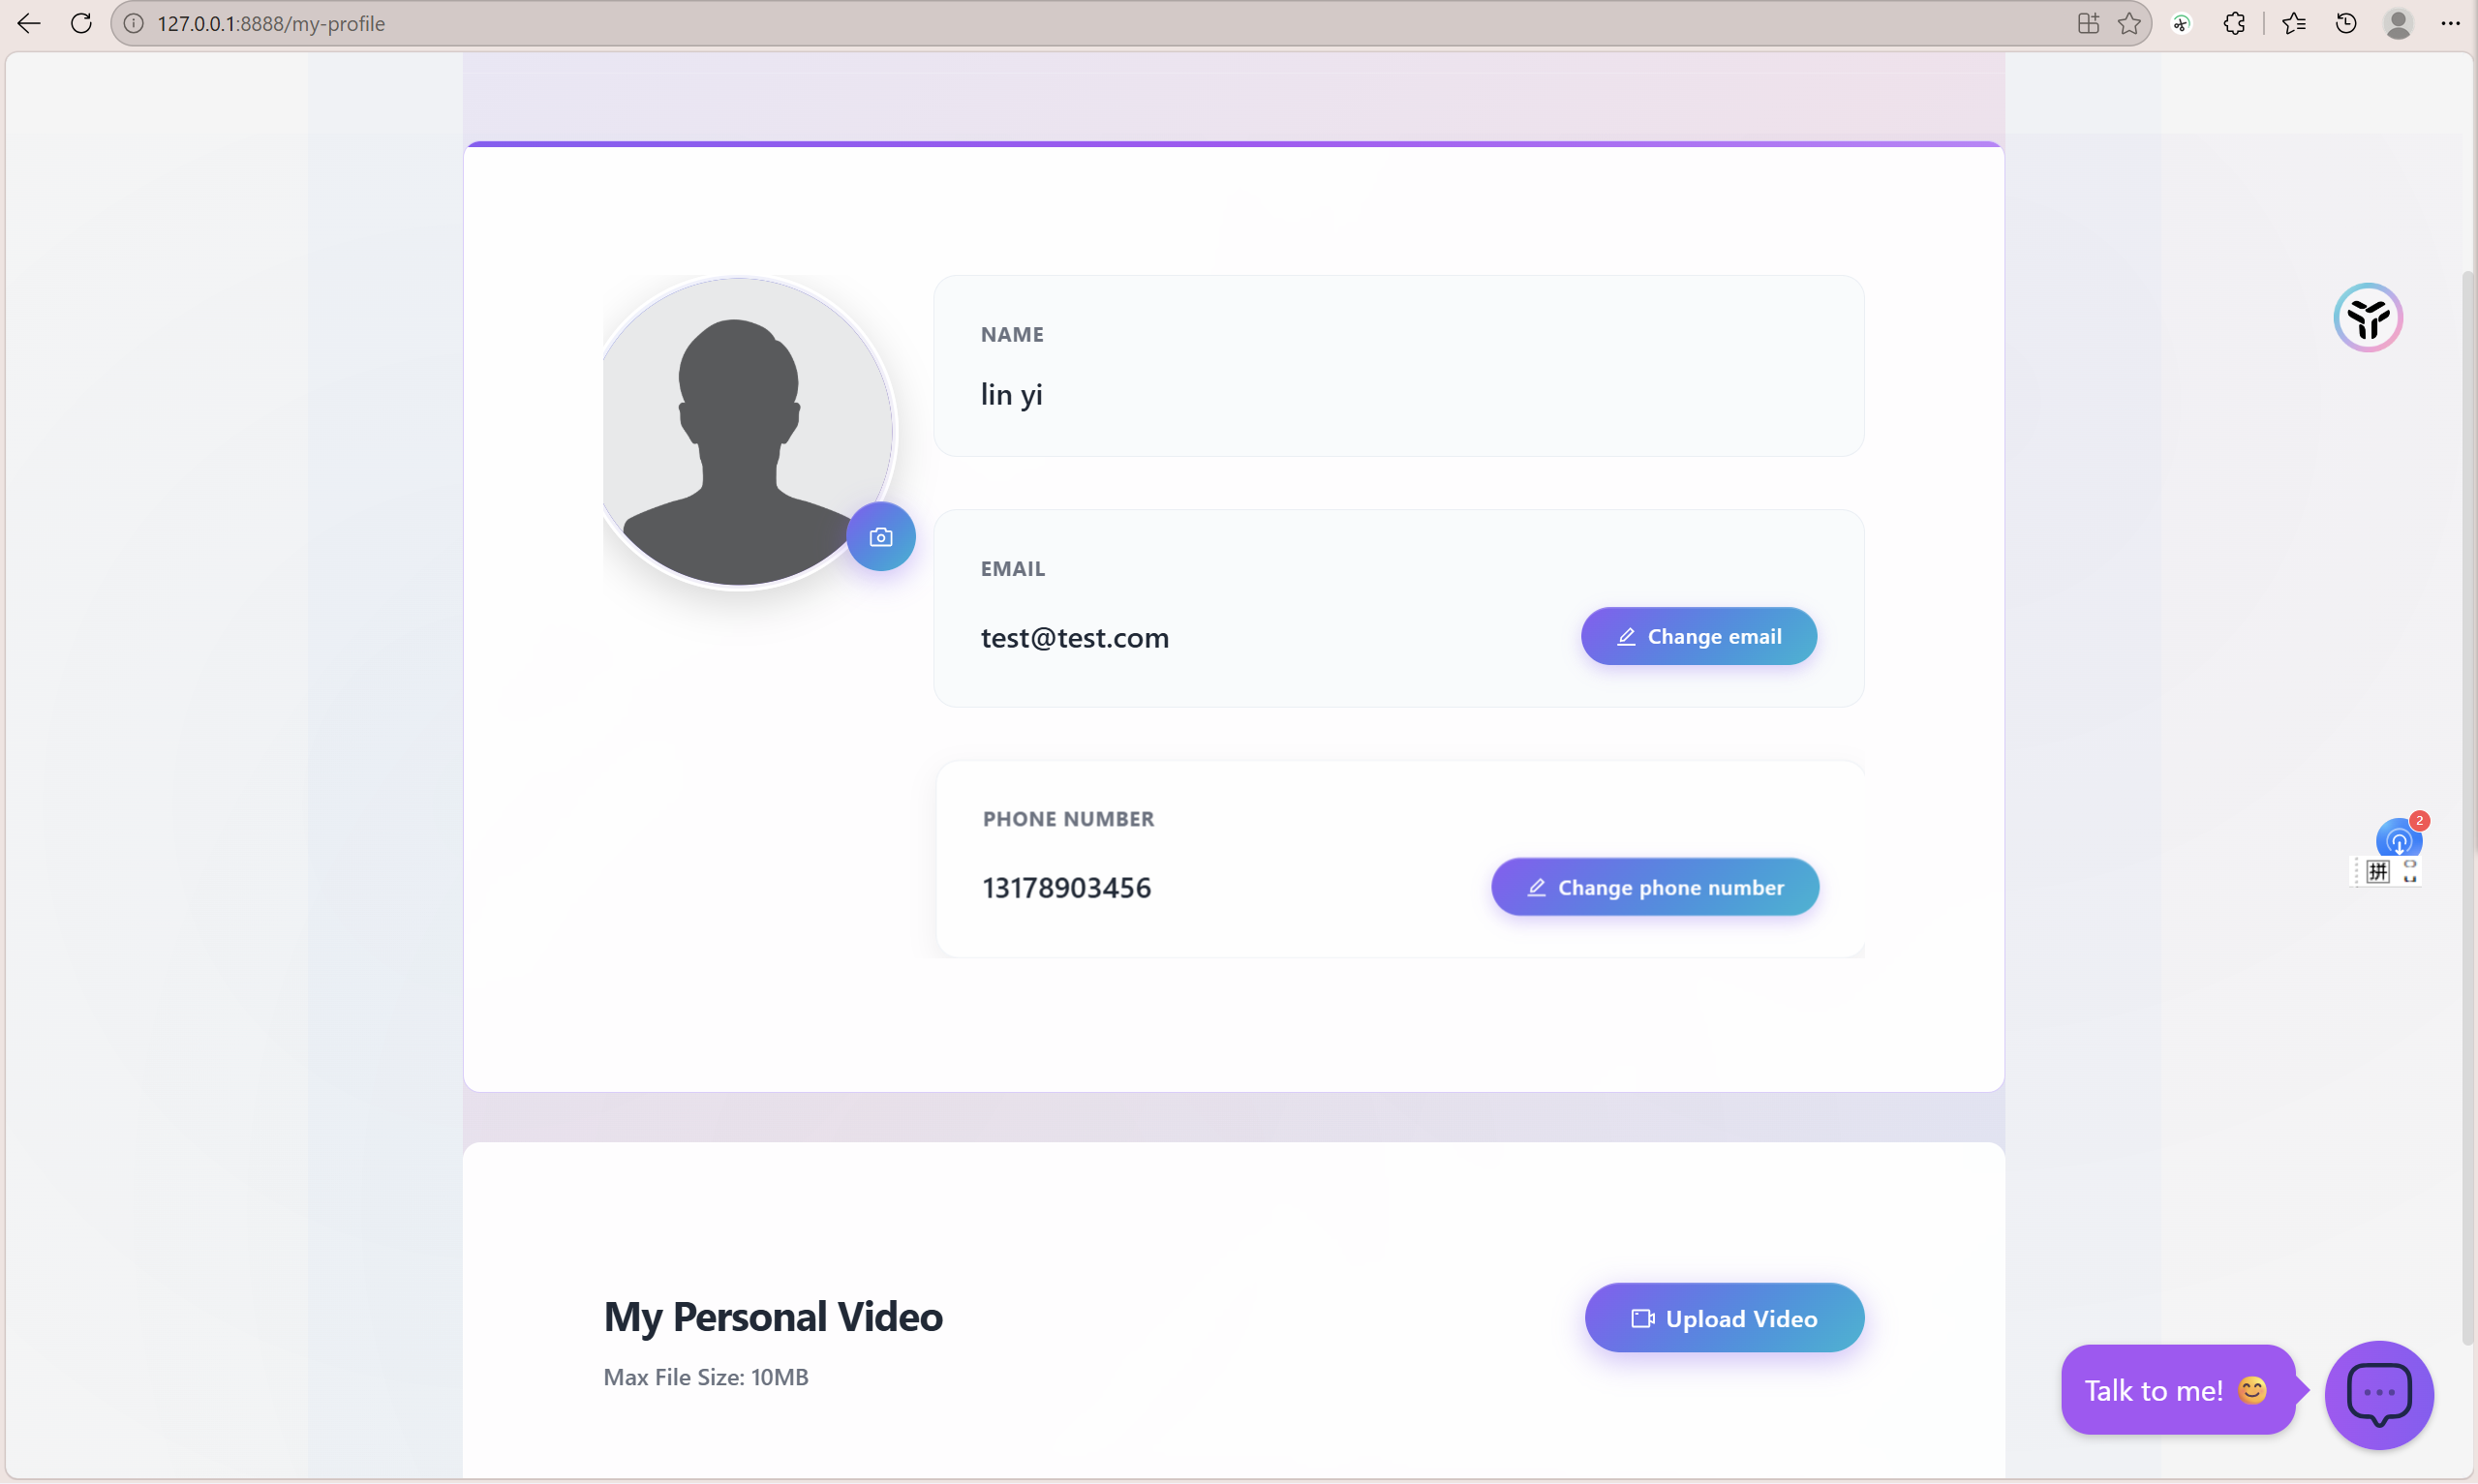 127.0.0.1:8888/my-profile
NAME
lin yi
EMAIL
test@test.com
Change email
PHONE NUMBER
13178903456
Change phone number
2
拼
My Personal Video
Upload Video
Max File Size: 10MB
Talk to me! 😊